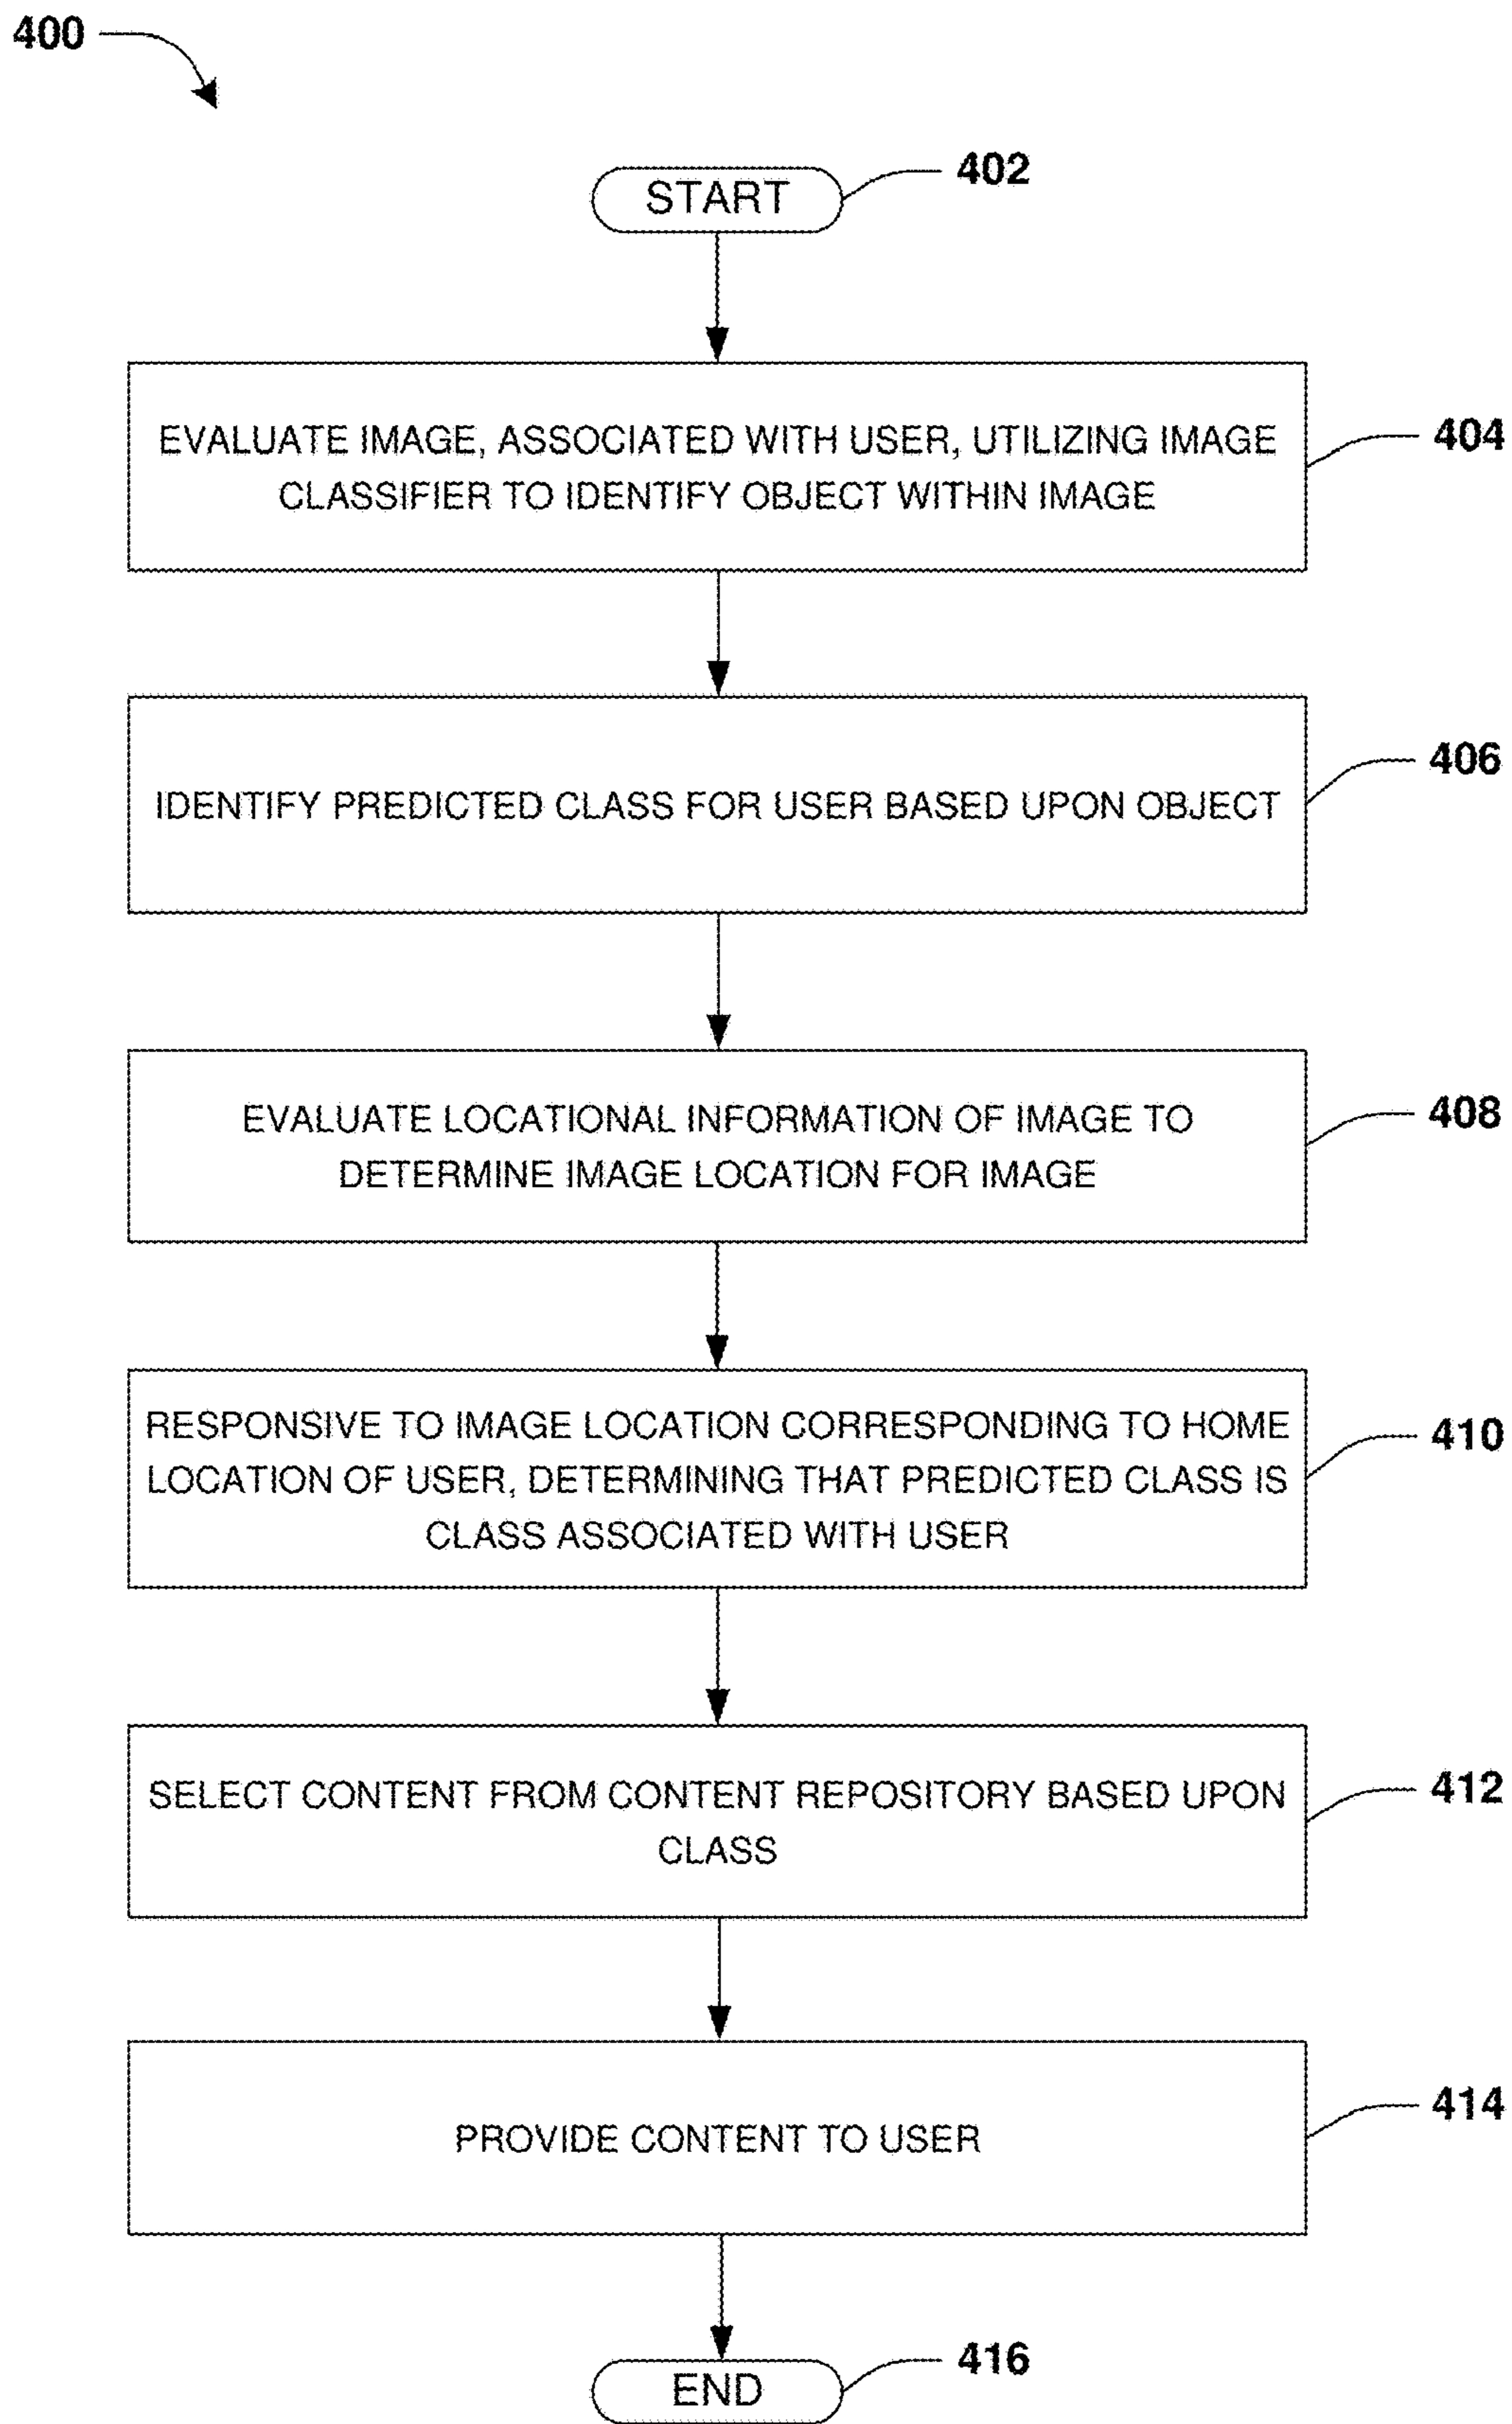 400
START
402
EVALUATE IMAGE, ASSOCIATED WITH USER, UTILIZING IMAGE
CLASSIFIER TO IDENTIFY OBJECT WITHIN IMAGE
404
IDENTIFY PREDICTED CLASS FOR USER BASED UPON OBJECT
406
EVALUATE LOCATIONAL INFORMATION OF IMAGE TO
DETERMINE IMAGE LOCATION FOR IMAGE
408
RESPONSIVE TO IMAGE LOCATION CORRESPONDING TO HOME
LOCATION OF USER, DETERMINING THAT PREDICTED CLASS IS
CLASS ASSOCIATED WITH USER
410
SELECT CONTENT FROM CONTENT REPOSITORY BASED UPON
CLASS
412
PROVIDE CONTENT TO USER
414
END
416